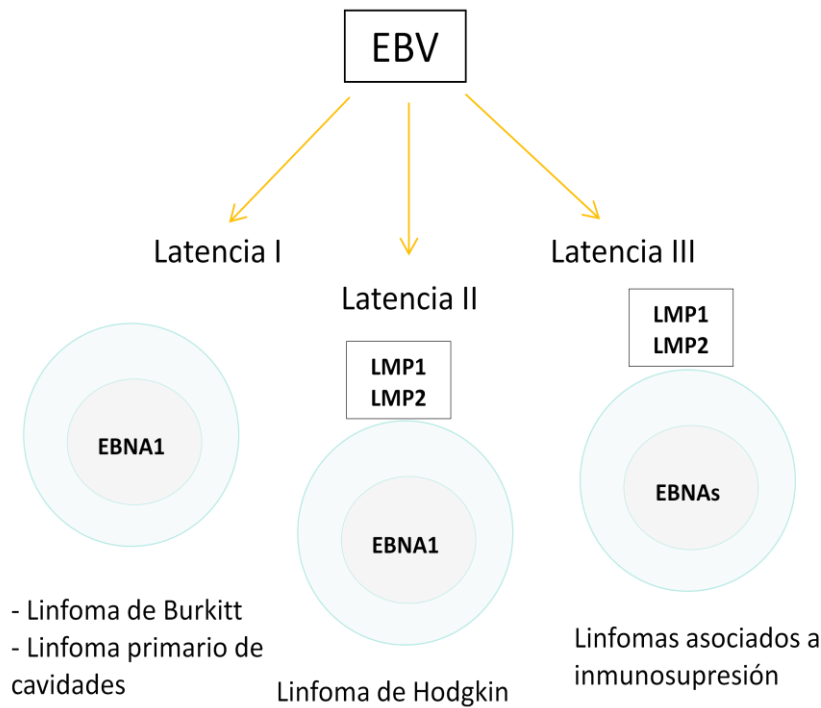 EBV
Latencia I
Latencia II
Latencia III
EBNA1
- Linfoma de Burkitt
- Linfoma primario de
cavidades
LMP1
LMP2
EBNA1
Linfoma de Hodgkin
LMP1
LMP2
EBNAs
Linfomas asociados a
inmunosupresión